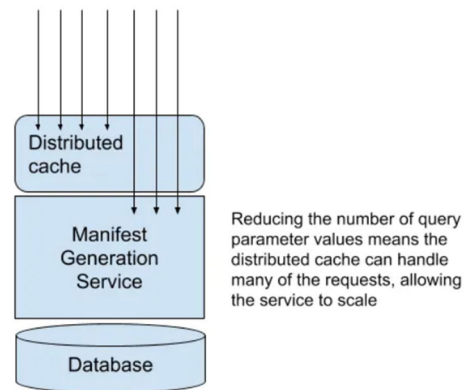 Distributed
cache
Manifest
Generation
Service
Reducing the number of query
parameter values means the
distributed cache can handle
many of the requests, allowing
the service to scale
Database